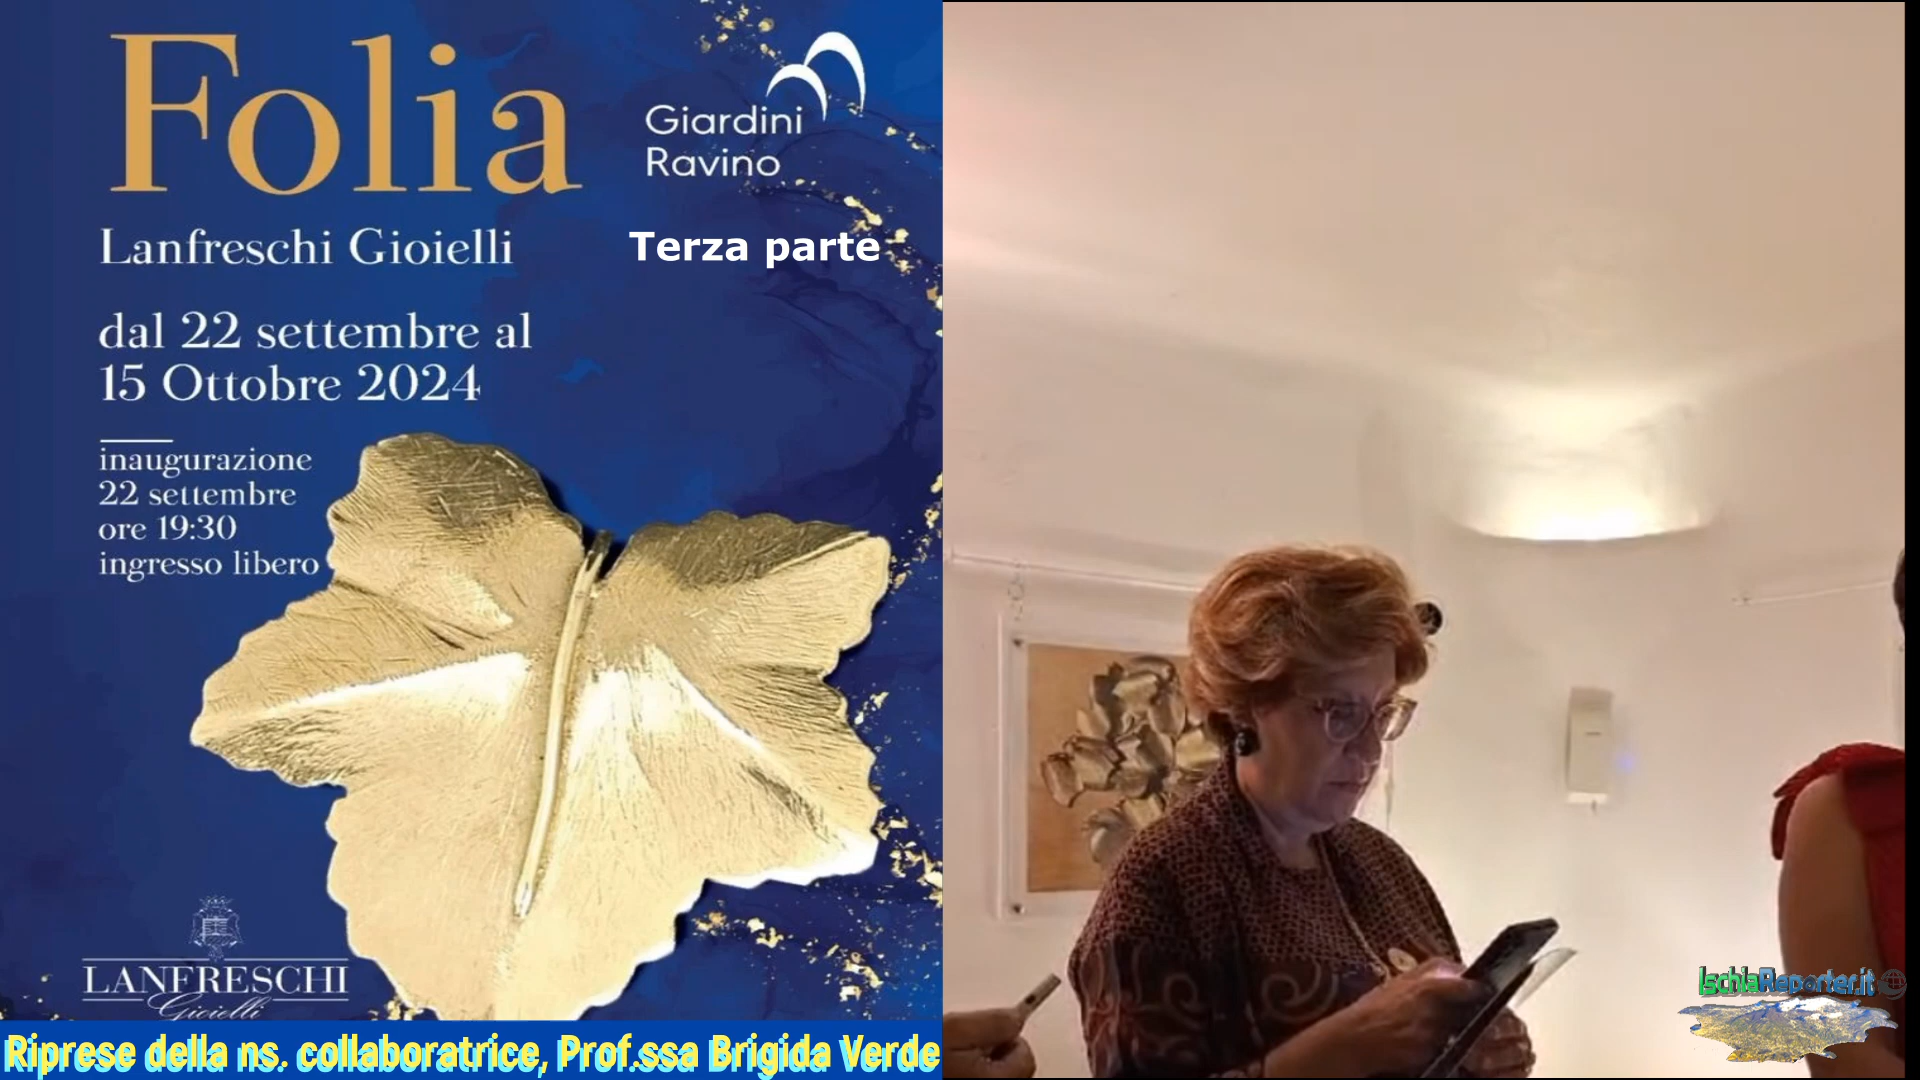 Folia
Giardini
Ravino
Lanfreschi Gioielli
Terza parte
dal 22 settembre al
15 Ottobre 2024
inaugurazione
22 settembre
ore 19:30
ingresso libero
LANFRESCHI
Gioielli
Riprese della ns. collaboratrice, Prof.ssa Brigida Verde
IschiaReporter.it